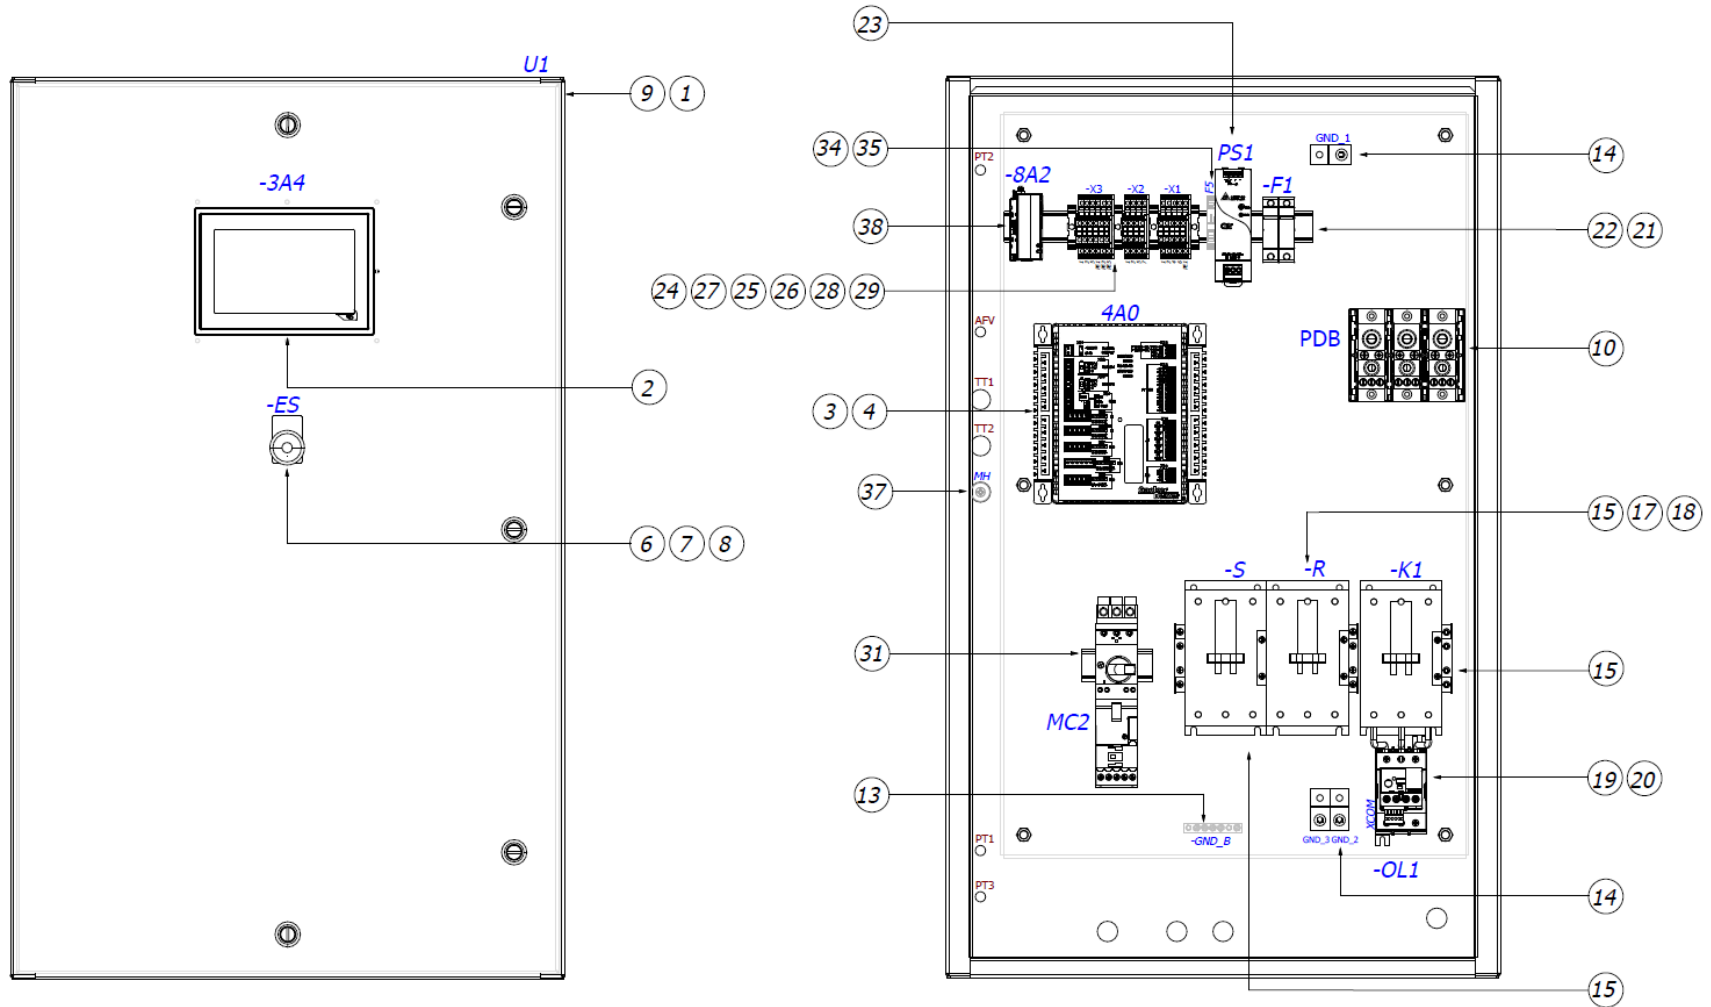 U1
9 1
-3A4
2
-ES
6 7 8
23
34 35
PT2
-8A2
-X3
-X2
-X1
F5
PS1
GND_1
14
-F1
38
22 21
24 27 25 26 28 29
AFV
4A0
PDB
10
TT1
3 4
TT2
MH
37
15 17 18
-S
-R
-K1
31
15
MC2
13
19 20
XCOM
-GND_B
GND_3 GND_2
PT1
-OL1
PT3
14
15